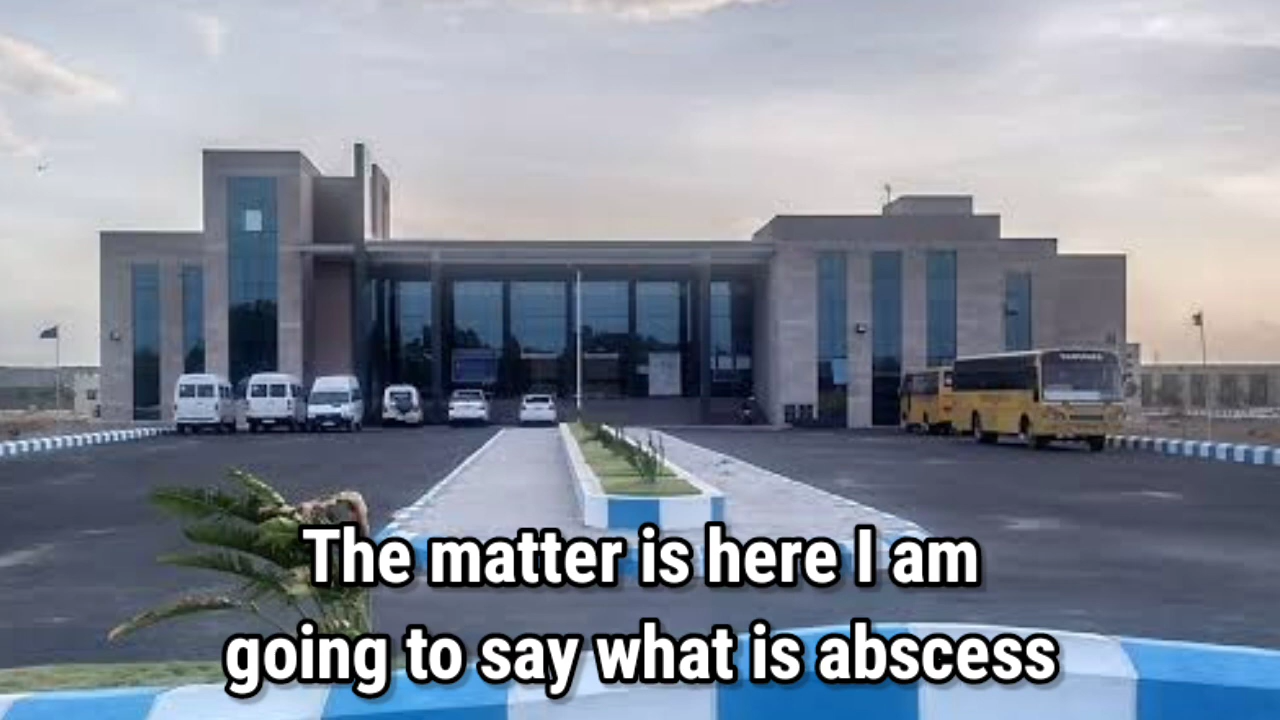 The matter is here I am
going to say what is abscess